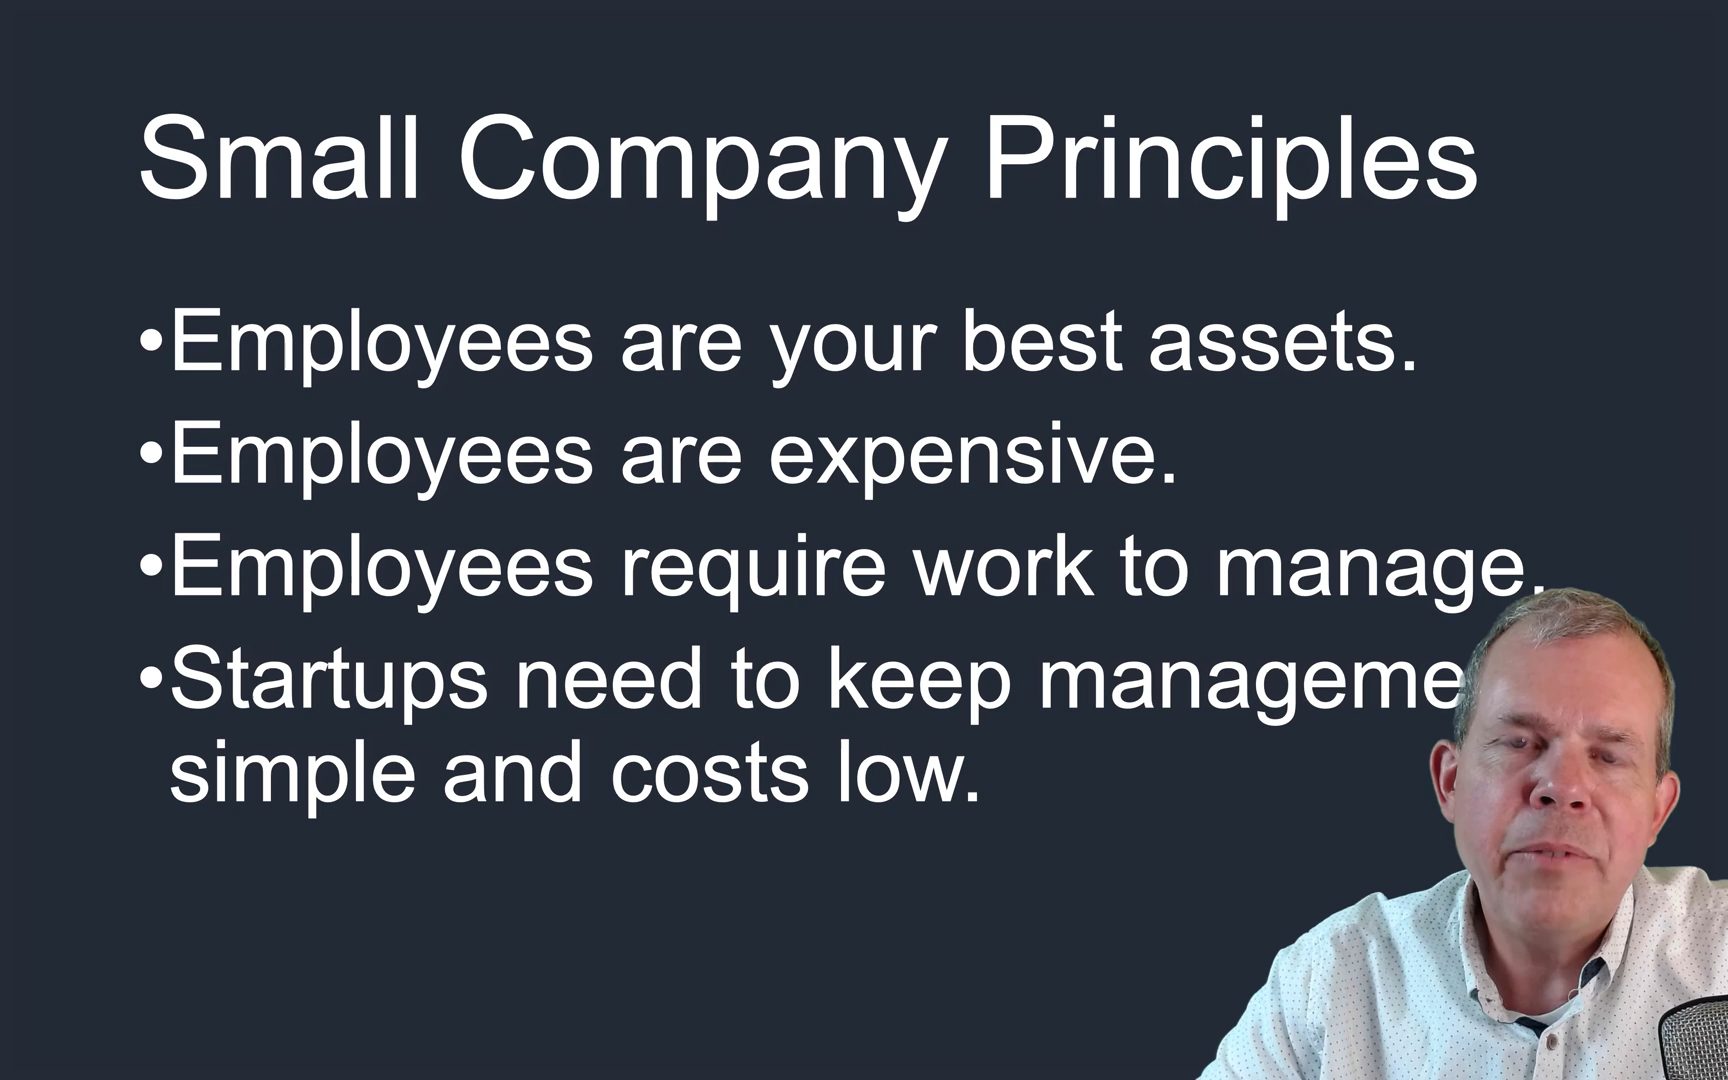 Small Company Principles
•Employees are your best assets.
•Employees are expensive.
•Employees require work to manage.
•Startups need to keep
simple and costs low.